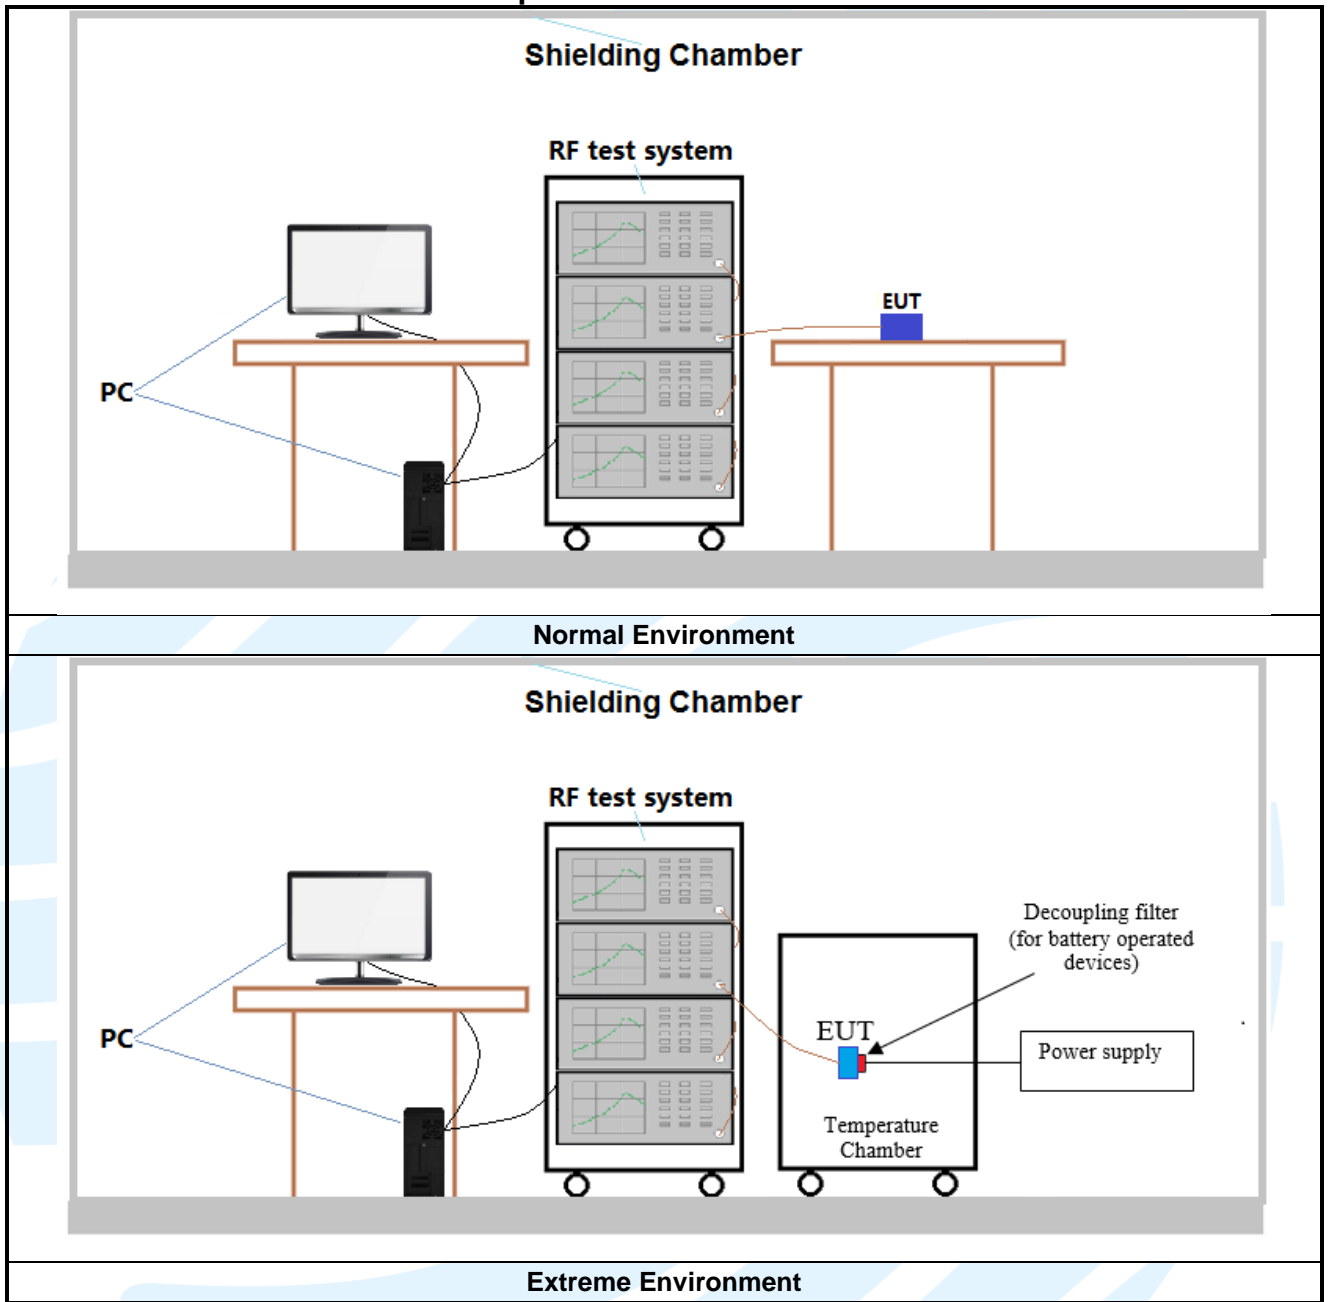 Shielding Chamber
RF test system
EUT
PC
Normal Environment
Shielding Chamber
RF test system
Decoupling filter
(for battery operated
devices)
EUT
Power supply
PC
Temperature
Chamber
Extreme Environment